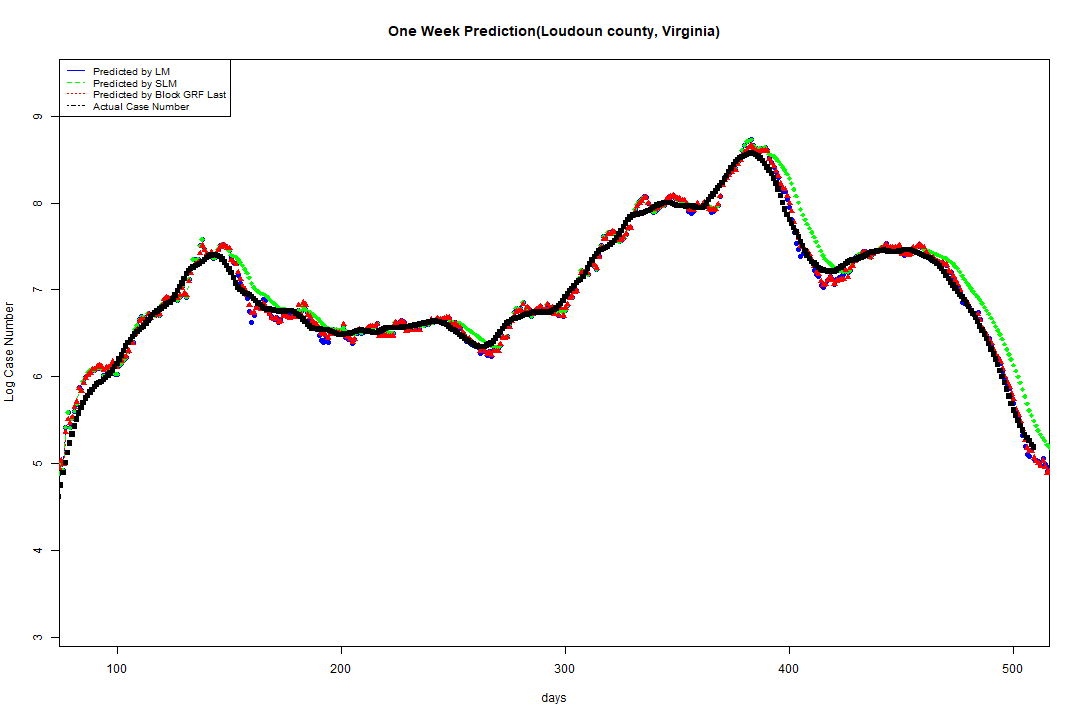 One Week Prediction(Loudoun county, Virginia)
Predicted by LM
Predicted by SLM
Predicted by Block GRF Last
Actual Case Number
9
8
7
6
5
4
3
Log Case Number
100 200 300 400 500
days